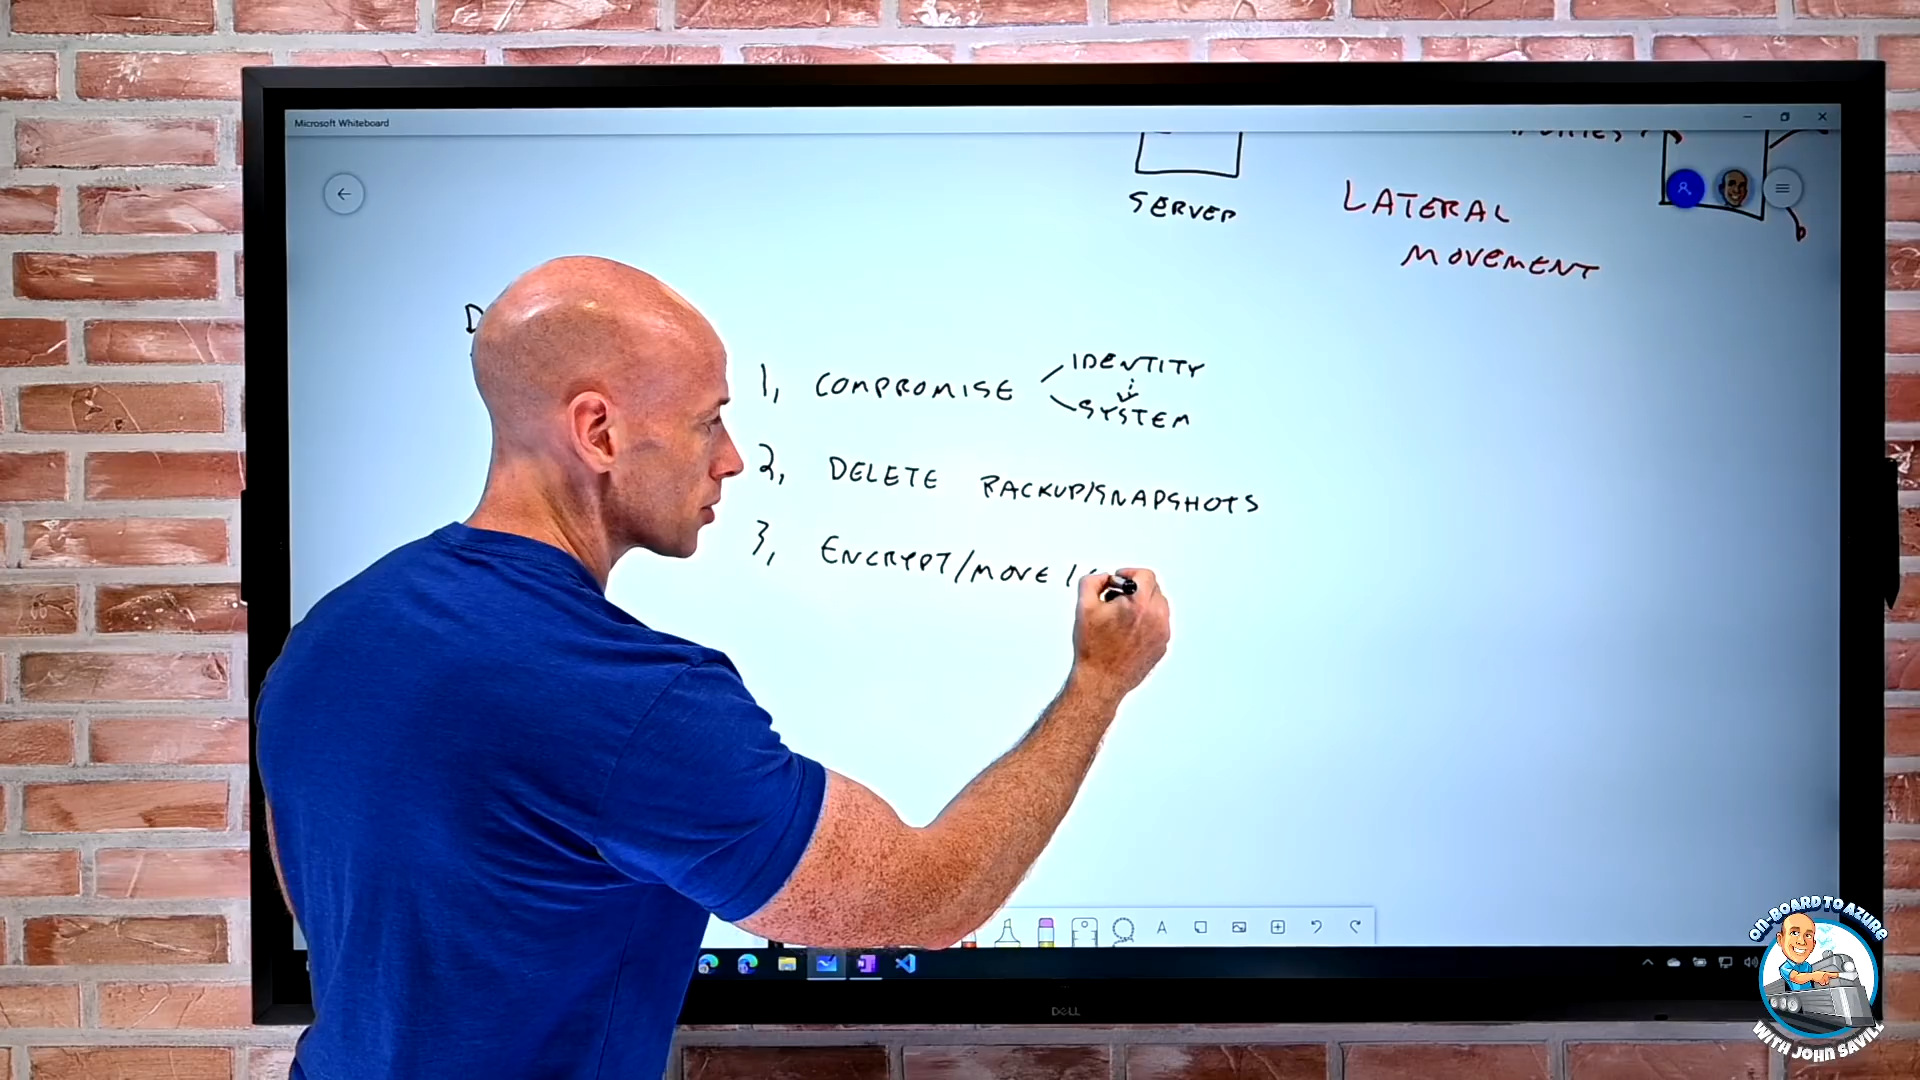 Microsoft Whiteboard
SERVER
LATERAL
MOVEMENT
1, COMPROMISE
IDENTITY
SYSTEM
2, DELETE BACKUP/SNAPSHOTS
3, ENCRYPT/MOVE /
A
DELL
ON-BOARD TO AZURE
WITH JOHN SAVILL